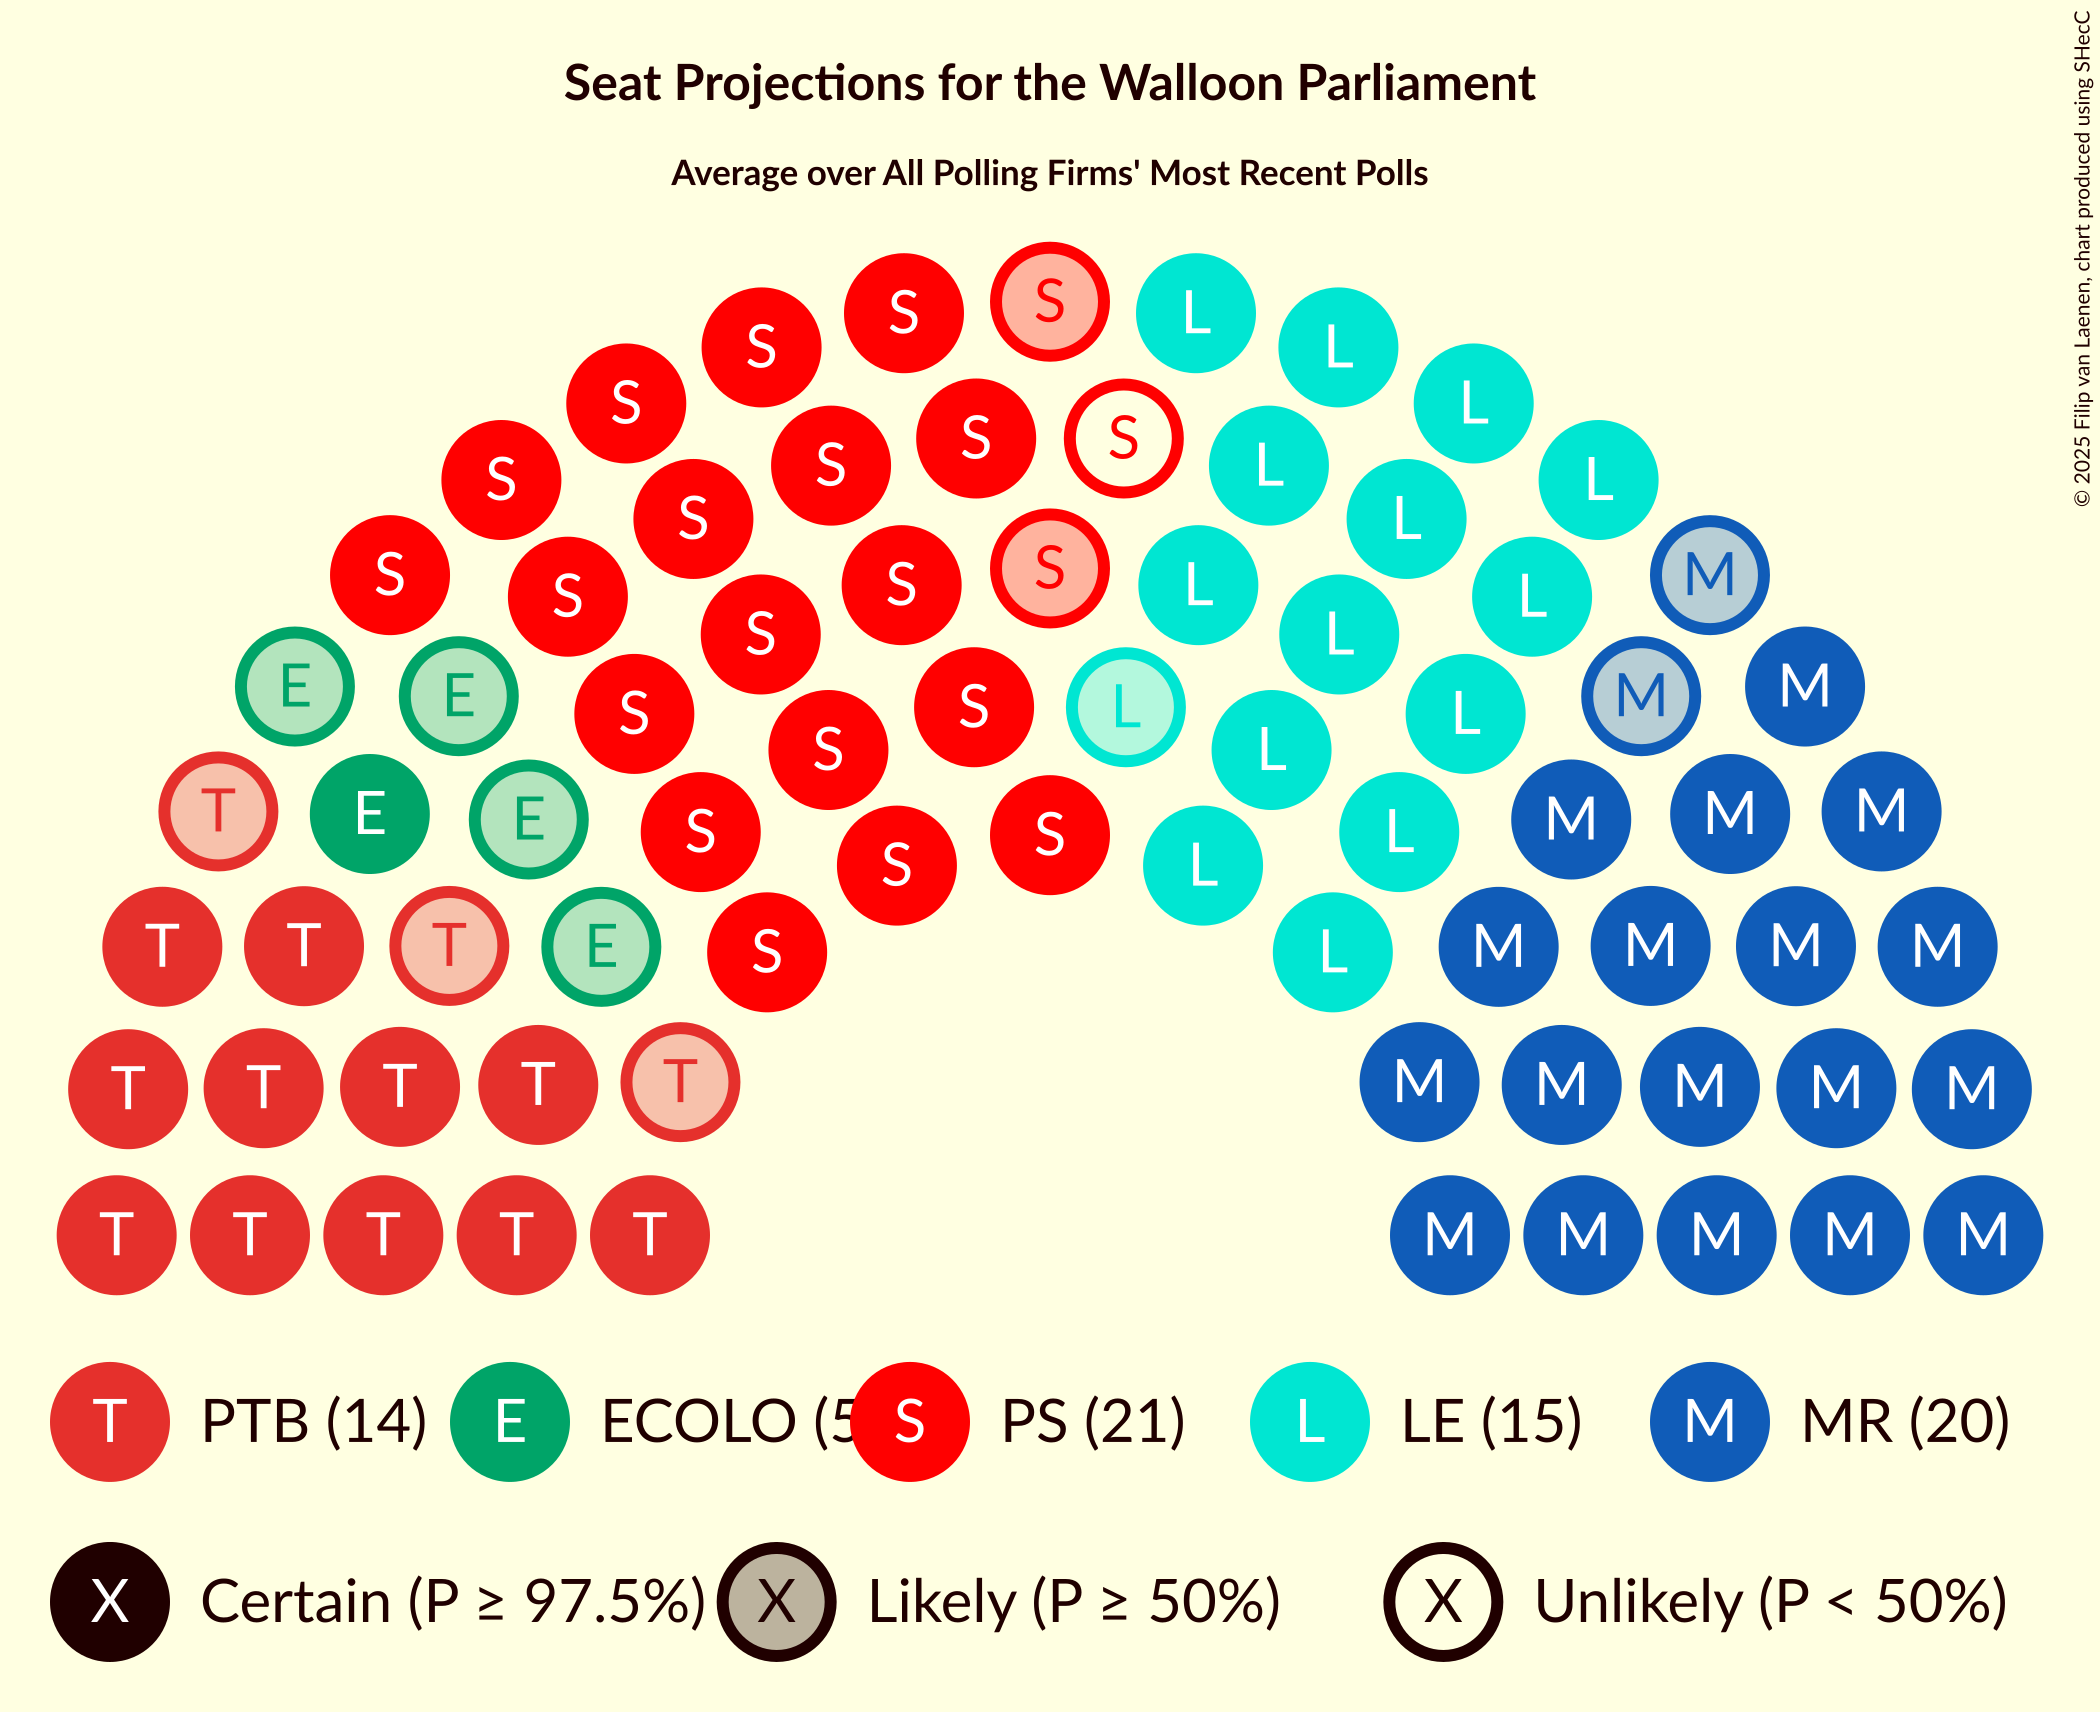 Seat Projections for the Walloon Parliament
Average over All Polling Firms' Most Recent Polls
© 2025 Filip van Laenen, chart produced using SHecC
S S S L L
S S S L L
S S L L
S S L L
S S S L M
S S L L
S S L
E E S S L L M M
S L
T E E S S L M M M
S S L
T T T E S L M M M M
T T T T T M M M M M
T T T T T M M M M M
T PTB (14) E ECOLO (5 S PS (21) L LE (15) M MR (20)
X Certain (P ≥ 97.5%) X Likely (P ≥ 50%) X Unlikely (P < 50%)